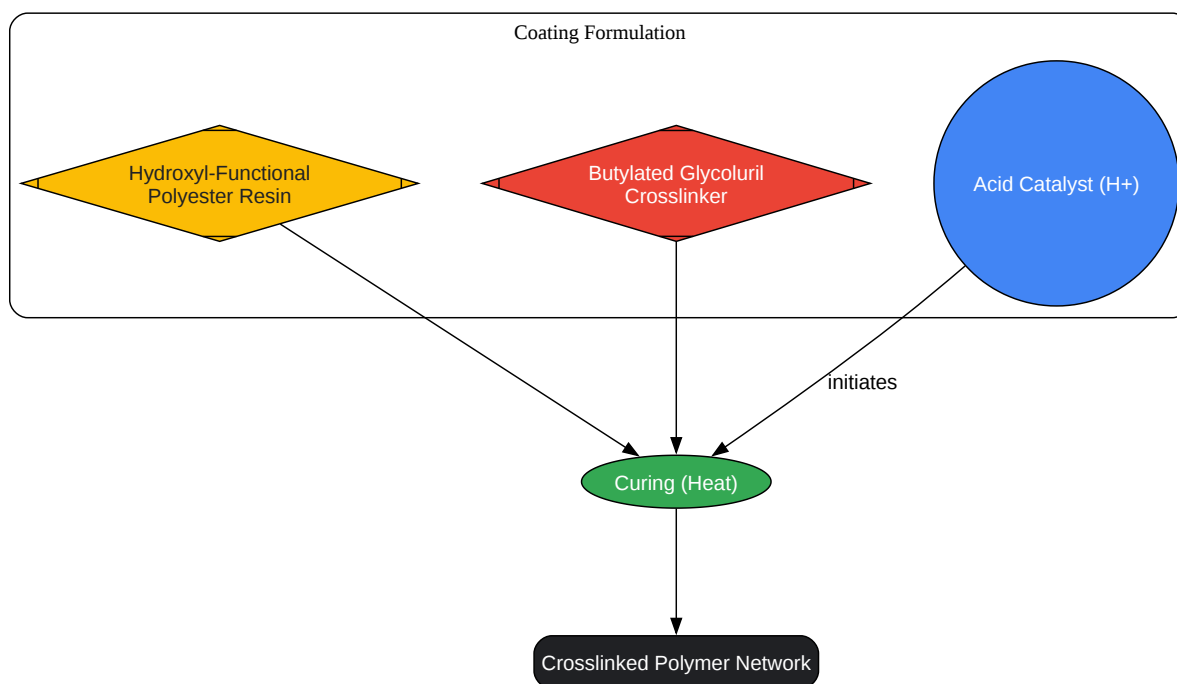 Coating Formulation
Hydroxyl-Functional
Polyester Resin
Butylated Glycoluril
Crosslinker
Acid Catalyst (H+)
initiates
Curing (Heat)
Crosslinked Polymer Network